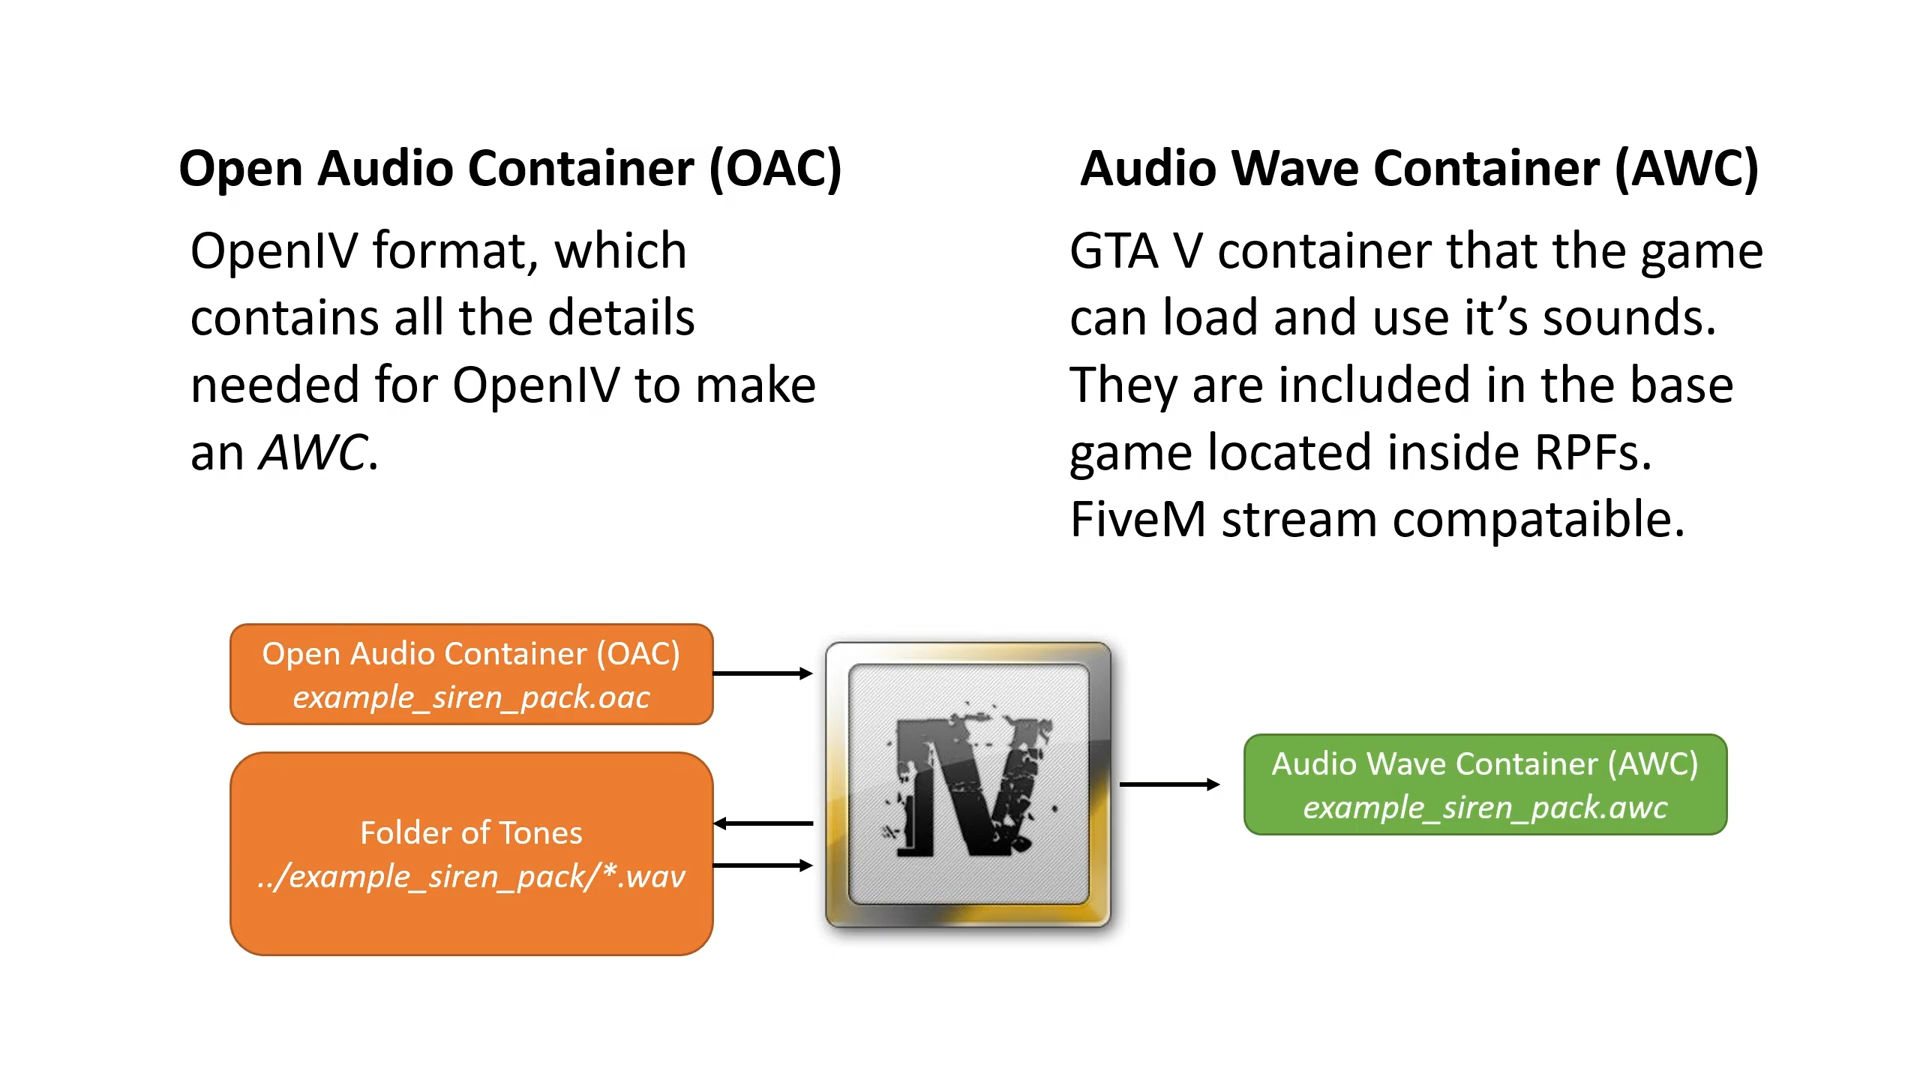 Open Audio Container (OAC)
OpenIV format, which
contains all the details
needed for OpenIV to make
an AWC.
Audio Wave Container (AWC)
GTA V container that the game
can load and use it’s sounds.
They are included in the base
game located inside RPFs.
FiveM stream compataible.
Open Audio Container (OAC)
example_siren_pack.oac
Folder of Tones
../example_siren_pack/*.wav
IV
Audio Wave Container (AWC)
example_siren_pack.awc